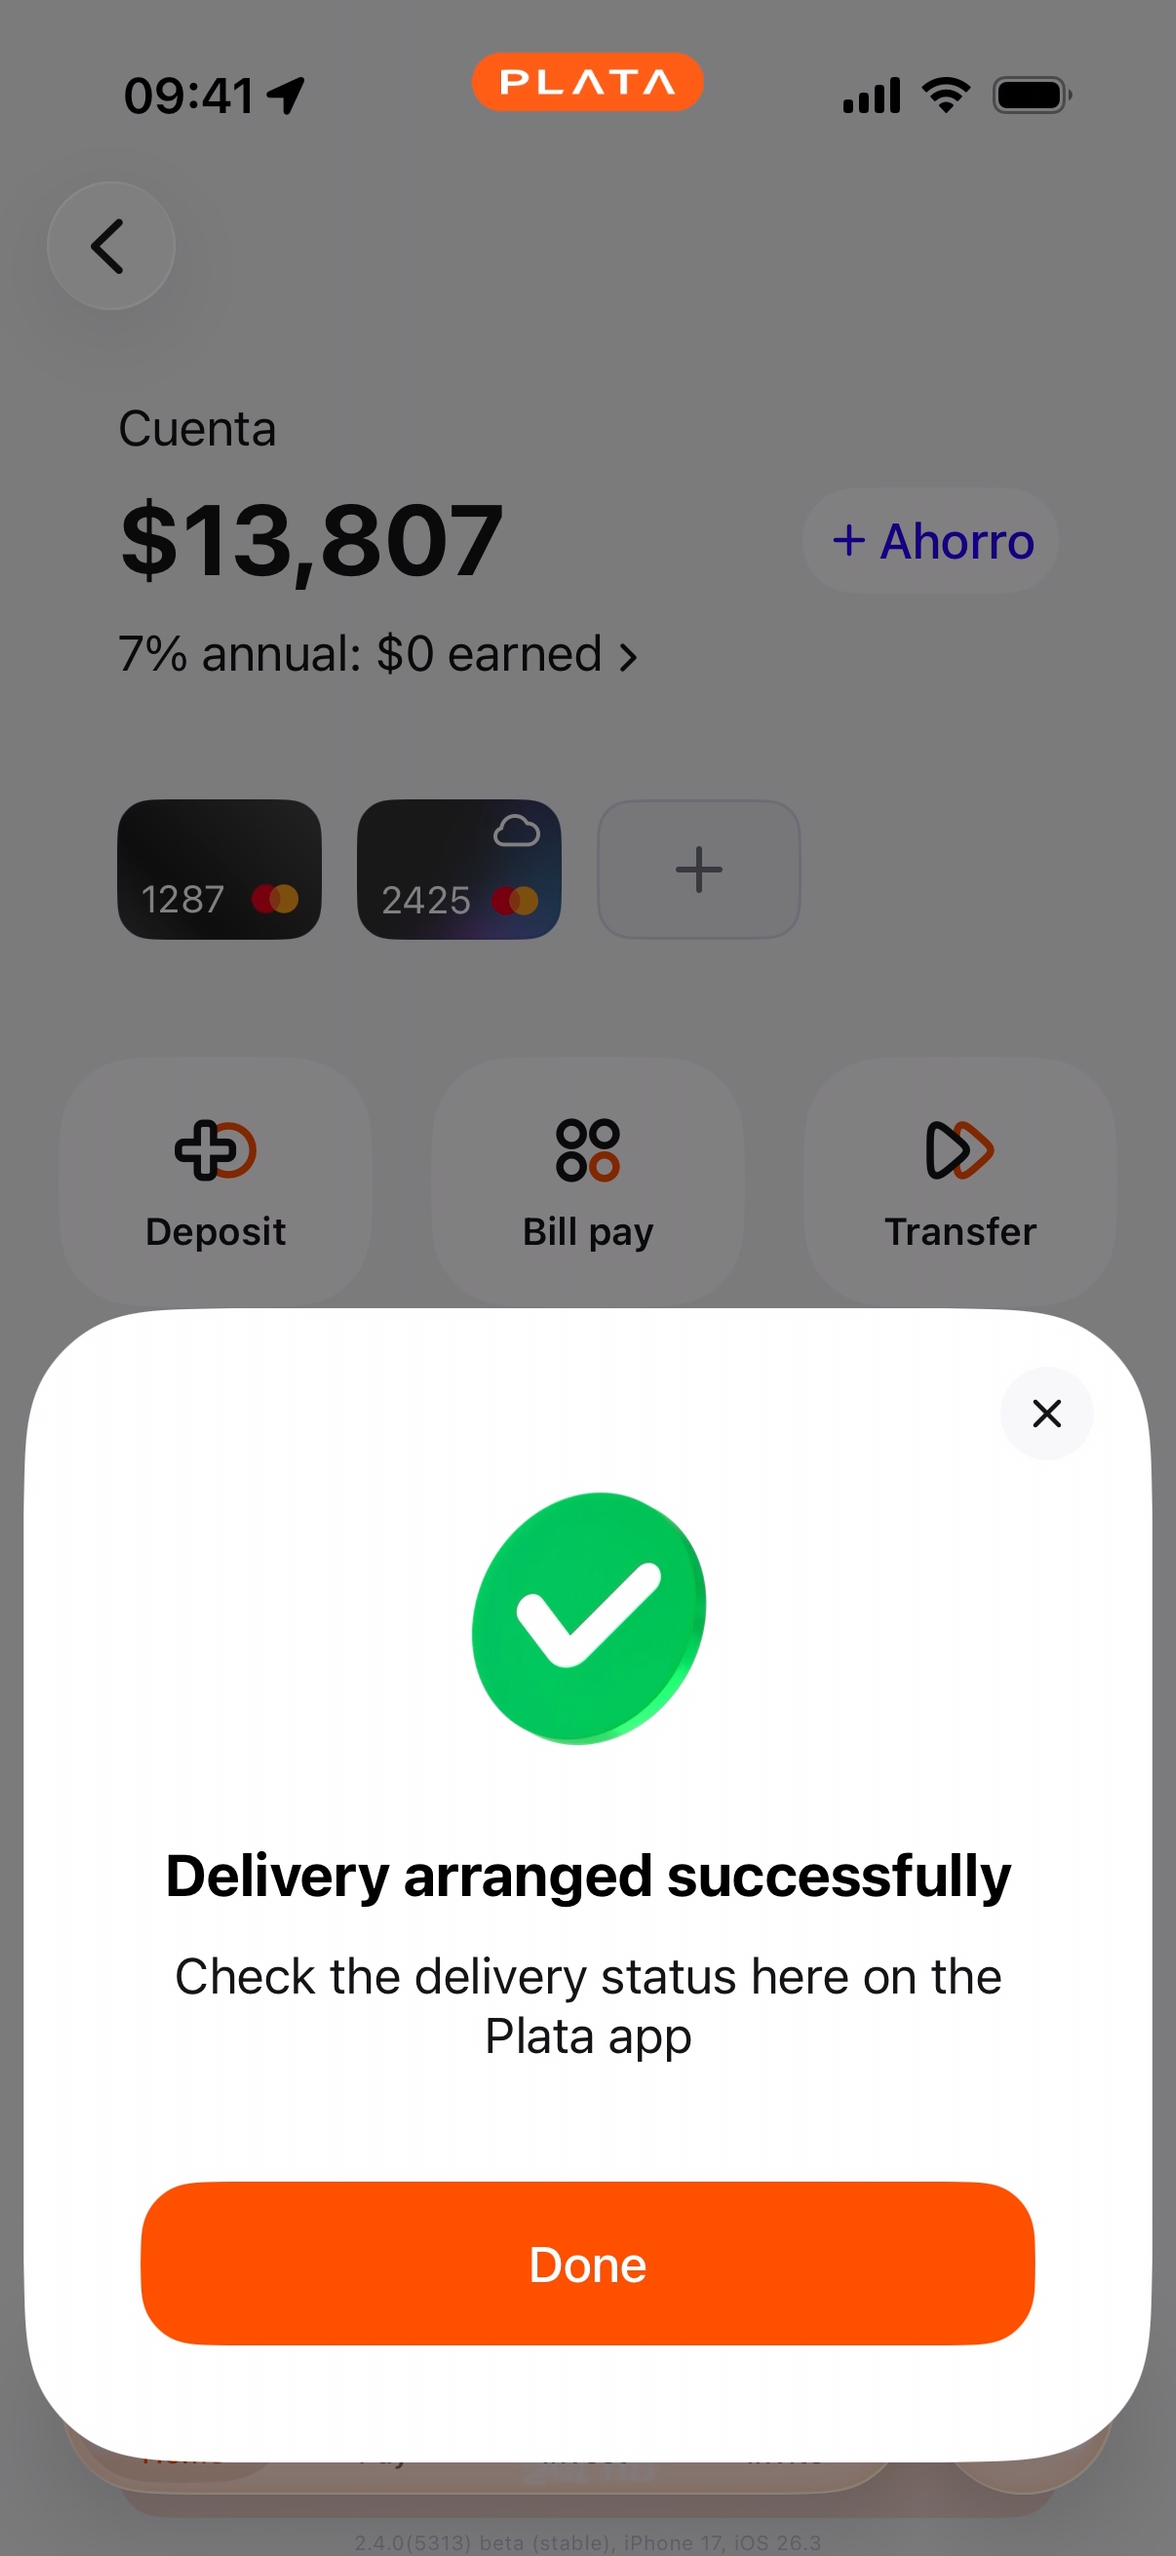 09:41
PLATA
Cuenta
$13,807
+ Ahorro
7% annual: $0 earned
1287
2425
Deposit
Bill pay
Transfer
Delivery arranged successfully
Check the delivery status here on the
Plata app
Done
2.4.0(5313) beta (stable), iPhone 17, iOS 26.3